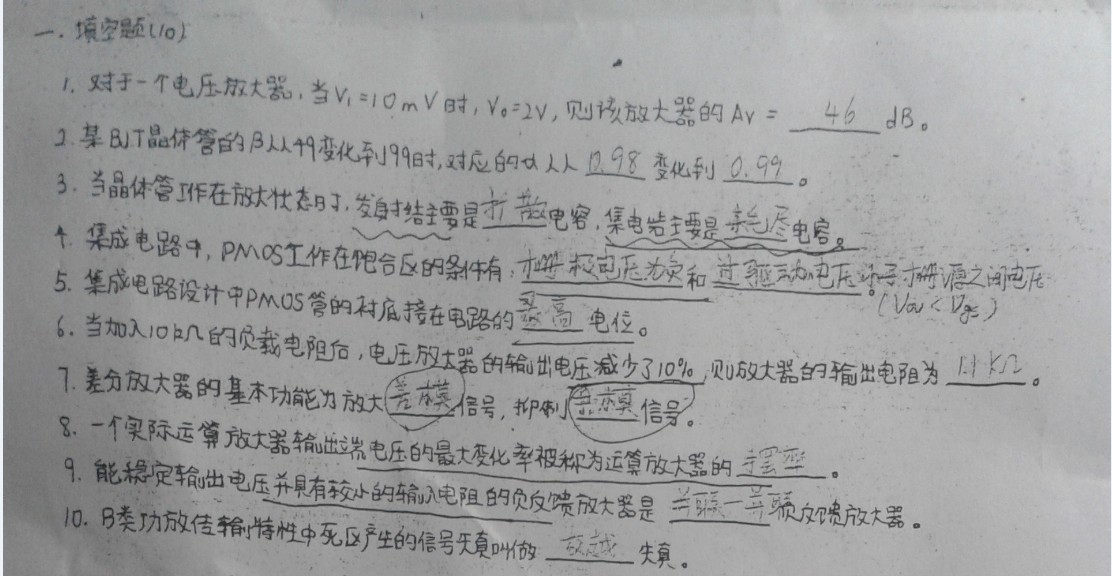 一. 填空题(10)
1. 对于一个电压放大器,当Vi=10mV时,Vo=2V,则该放大器的Av= 46 dB。
2. 某BJT晶体管的β从49变化到99时,对应的α从 0.98 变化到 0.99 。
3. 当晶体管工作在放大状态时,发射结主要是扩散电容,集电结主要是耗尽电容。
4. 集成电路中,PMOS工作在饱合区的条件有,栅极电压为负和过驱动电压小于栅源之间电压
(Vov<Vgs)
5. 集成电路设计中PMOS管的衬底接在电路的最高电位。
6. 当加入10kΩ的负载电阻后,电压放大器的输出电压减少了10%,则放大器的输出电阻为 1.1KΩ 。
7. 差分放大器的基本功能为放大差模信号,抑制共模信号。
8. 一个实际运算放大器输出端电压的最大变化率被称为运算放大器的 摆率 。
9. 能稳定输出电压并具有较小的输入电阻的负反馈放大器是 并联-并联负反馈放大器。
10. B类功放传输特性中死区产生的信号失真叫做 交越 失真。